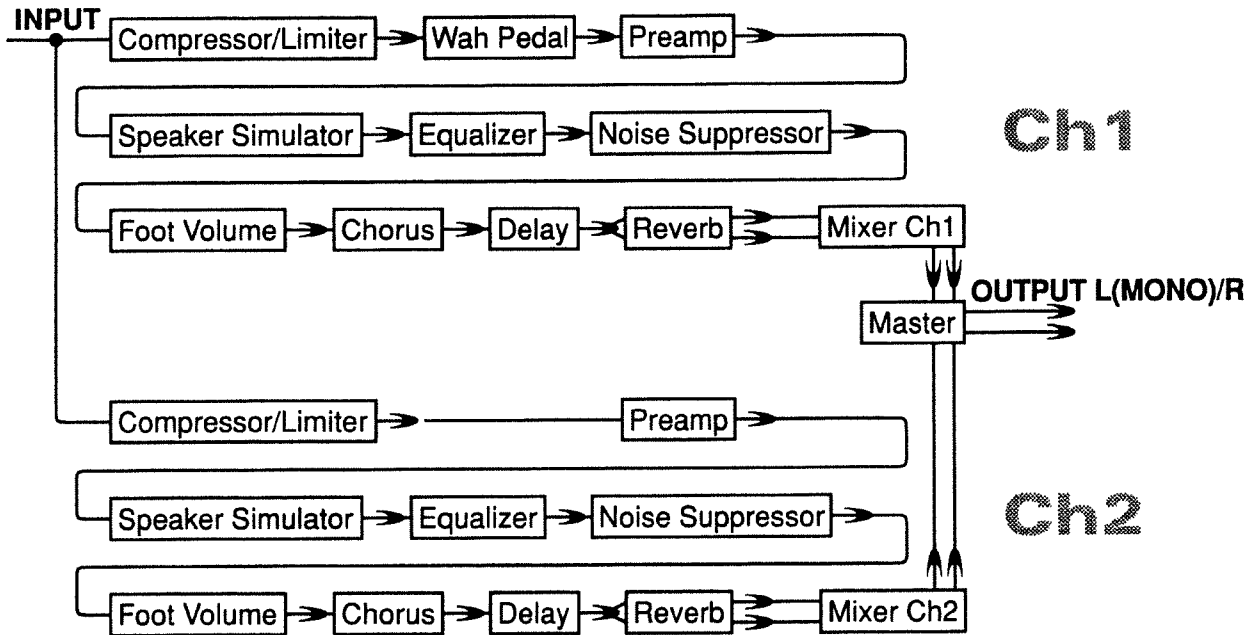 INPUT
Compressor/Limiter Wah Pedal Preamp
Speaker Simulator Equalizer Noise Suppressor
Ch1
Foot Volume Chorus Delay Reverb Mixer Ch1
OUTPUT L(MONO)/R
Master
Compressor/Limiter Preamp
Speaker Simulator Equalizer Noise Suppressor
Ch2
Foot Volume Chorus Delay Reverb Mixer Ch2